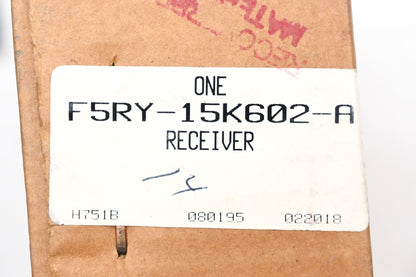 ONE
F5RY-15K602-A
RECEIVER
H751B 080195 022018